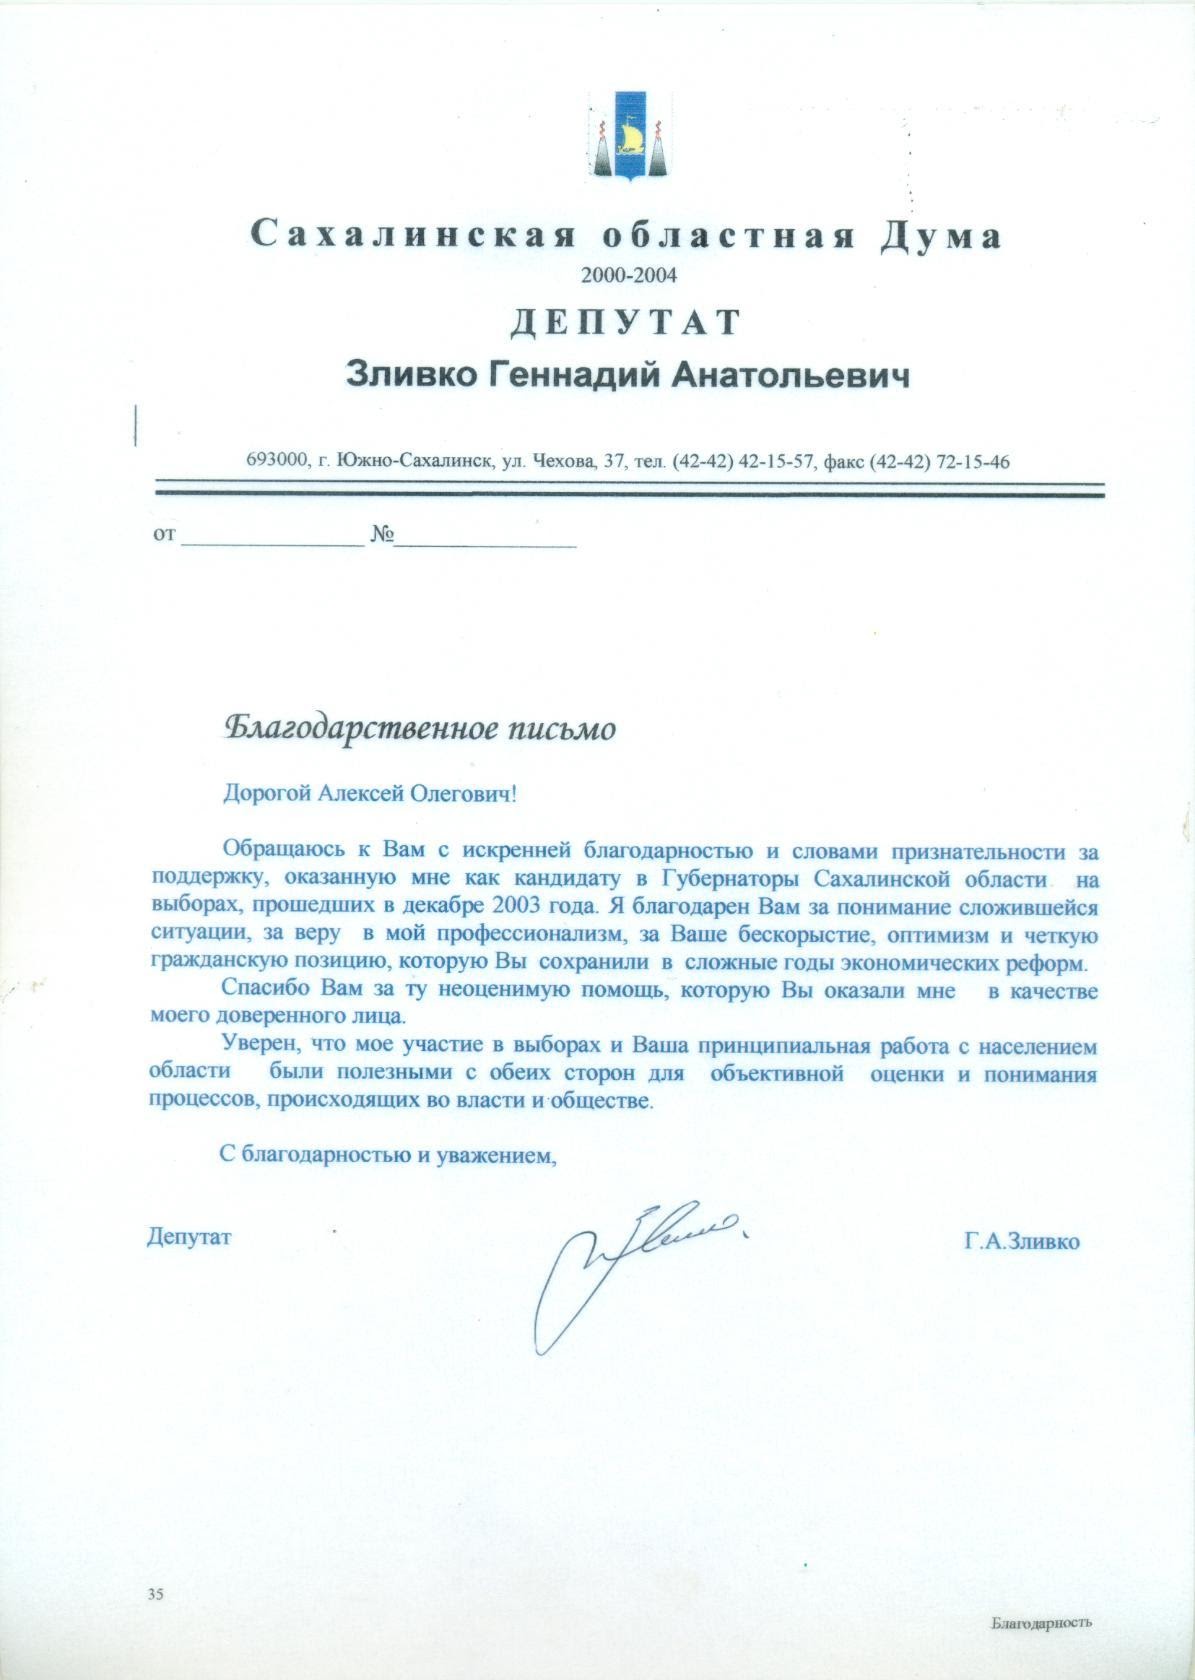 Сахалинская областная Дума
2000-2004
ДЕПУТАТ
Зливко Геннадий Анатольевич
693000, г. Южно-Сахалинск, ул. Чехова, 37, тел. (42-42) 42-15-57, факс (42-42) 72-15-46
от _______________ №_______________
Благодарственное письмо
Дорогой Алексей Олегович!
Обращаюсь к Вам с искренней благодарностью и словами признательности за
поддержку, оказанную мне как кандидату в Губернаторы Сахалинской области на
выборах, прошедших в декабре 2003 года. Я благодарен Вам за понимание сложившейся
ситуации, за веру в мой профессионализм, за Ваше бескорыстие, оптимизм и четкую
гражданскую позицию, которую Вы сохранили в сложные годы экономических реформ.
Спасибо Вам за ту неоценимую помощь, которую Вы оказали мне в качестве
моего доверенного лица.
Уверен, что мое участие в выборах и Ваша принципиальная работа с населением
области были полезными с обеих сторон для объективной оценки и понимания
процессов, происходящих во власти и обществе.
С благодарностью и уважением,
Депутат Г.А.Зливко
35
Благодарность